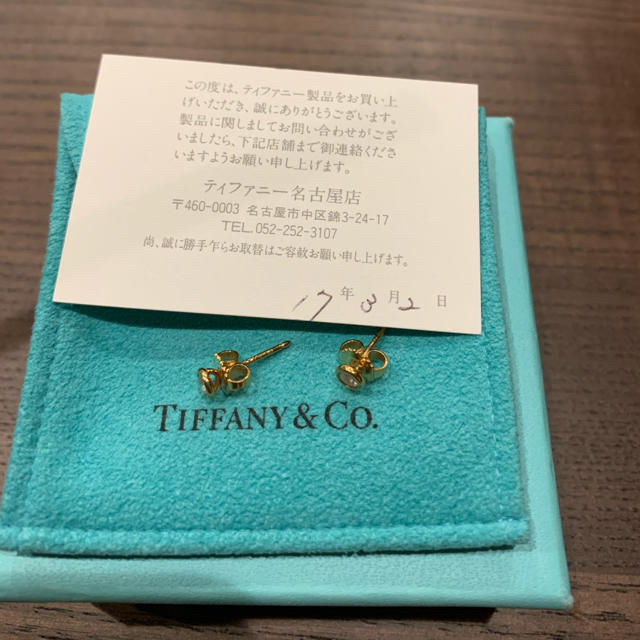 この度は、ティファニー製品をお買い上
げいただき、誠にありがとうございます。
製品に関しましてお問い合わせがござ
いましたら、下記店舗まで御連絡くださ
いますようお願い申し上げます。
ティファニー名古屋店
〒460-0003 名古屋市中区錦3-24-17
TEL.052-252-3107
尚、誠に勝手乍らお取替はご容赦お願い申し上げます。
17年3月2日
TIFFANY & CO.